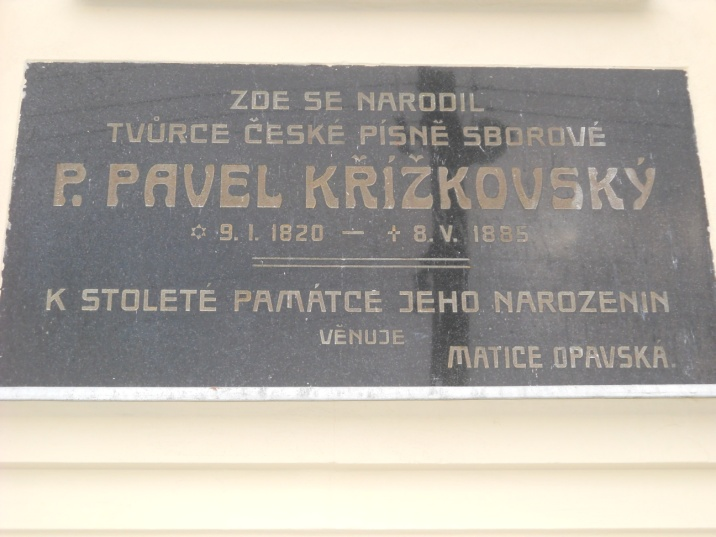 ZDE SE NARODIL
TVŮRCE ČESKÉ PÍSNĚ SBOROVÉ
P. PAVEL KŘÍŽKOVSKÝ
✡ 9. I. 1820 — ✝ 8. V. 1885
K STOLETÉ PAMÁTCE JEHO NAROZENIN
VĚNUJE
MATICE OPAVSKÁ.